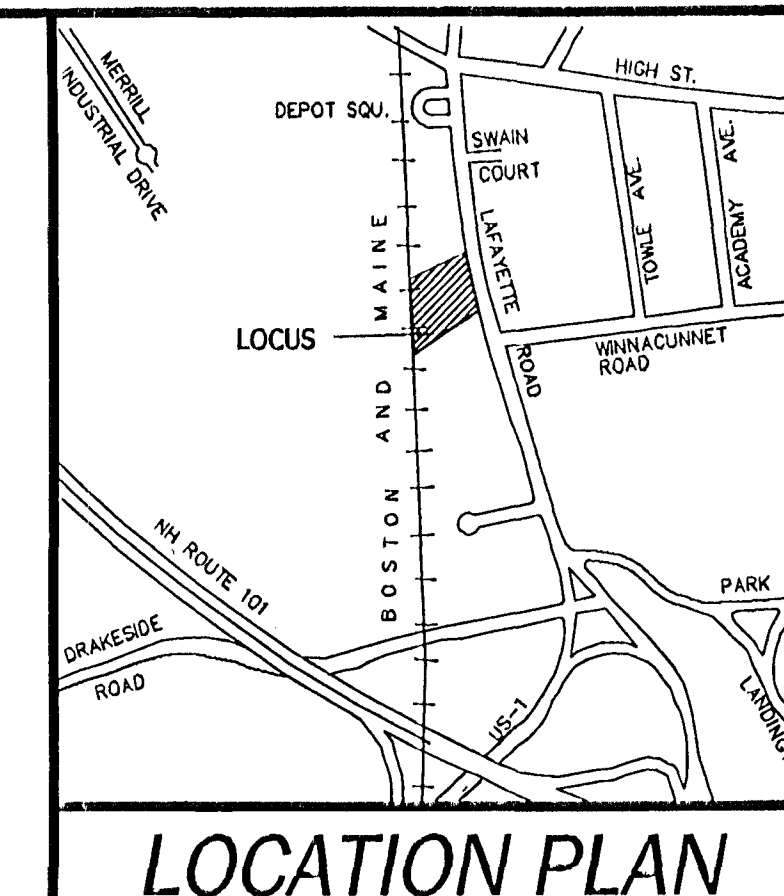 MERRILL
INDUSTRIAL DRIVE
HIGH ST.
DEPOT SQU.
SWAIN
COURT
LAFAYETTE
ROAD
TOWLE AVE.
ACADEMY AVE.
BOSTON AND MAINE
LOCUS
WINNACUNNET
ROAD
NH ROUTE 101
DRAKESIDE
ROAD
US-1
PARK
LANDING
LOCATION PLAN